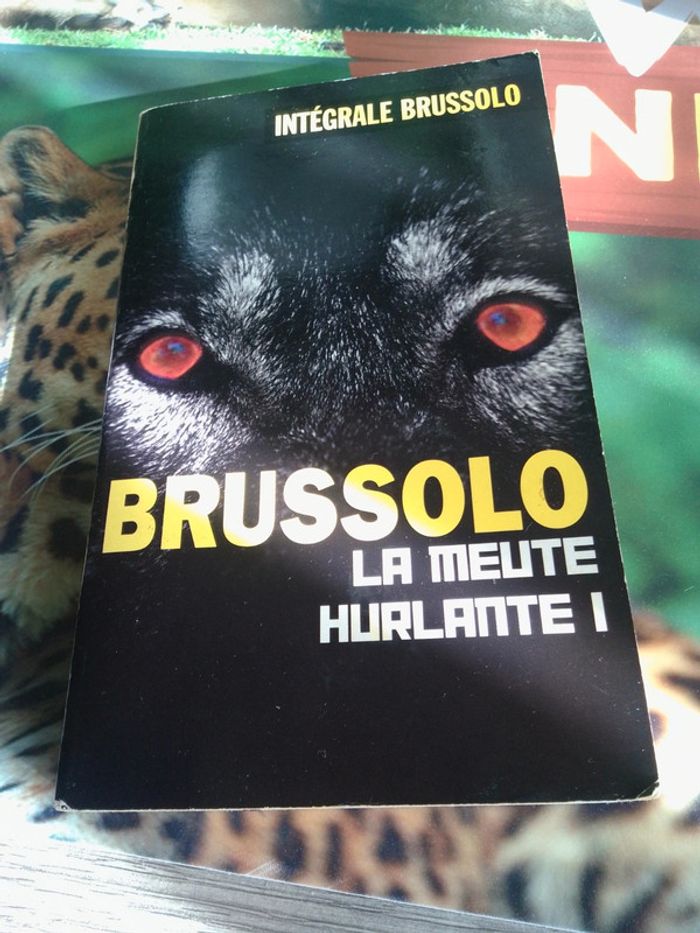 INTÉGRALE BRUSSOLO
N
BRUSSOLO
LA MEUTE
HURLANTE I